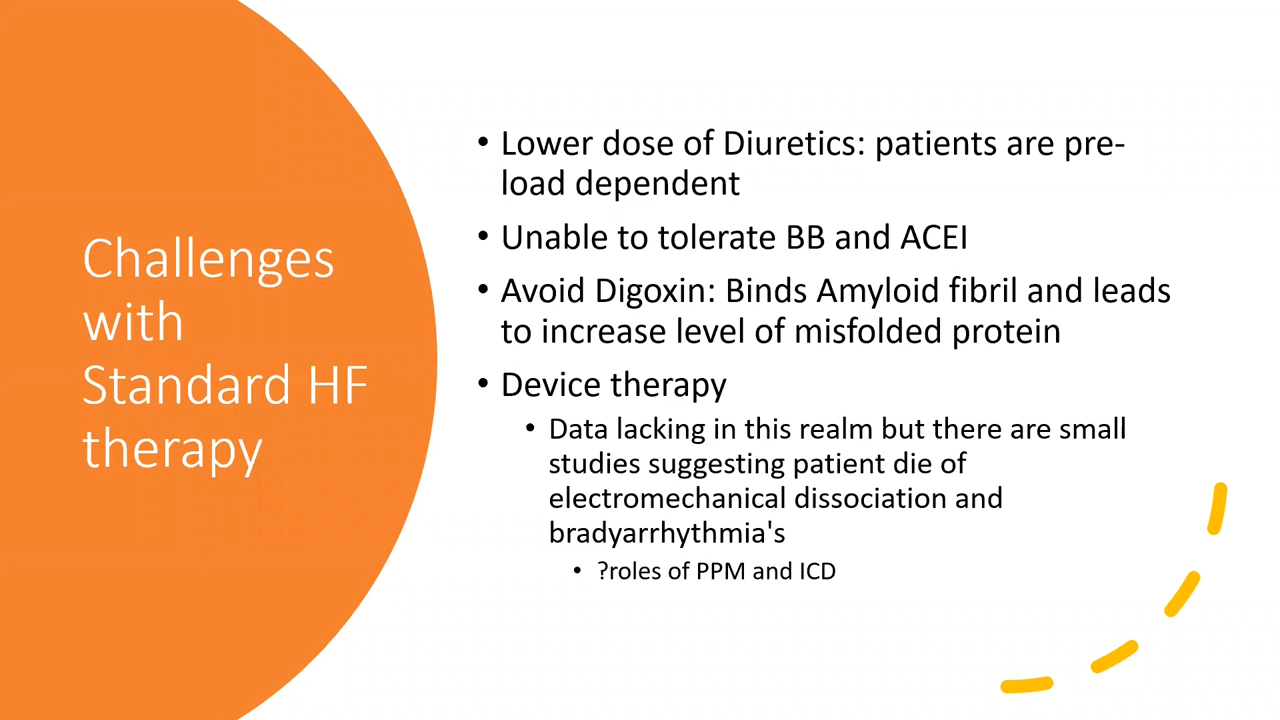 Challenges
with
Standard HF
therapy
• Lower dose of Diuretics: patients are pre-
load dependent
• Unable to tolerate BB and ACEI
• Avoid Digoxin: Binds Amyloid fibril and leads
to increase level of misfolded protein
• Device therapy
• Data lacking in this realm but there are small
studies suggesting patient die of
electromechanical dissociation and
bradyarrhythmia's
• ?roles of PPM and ICD